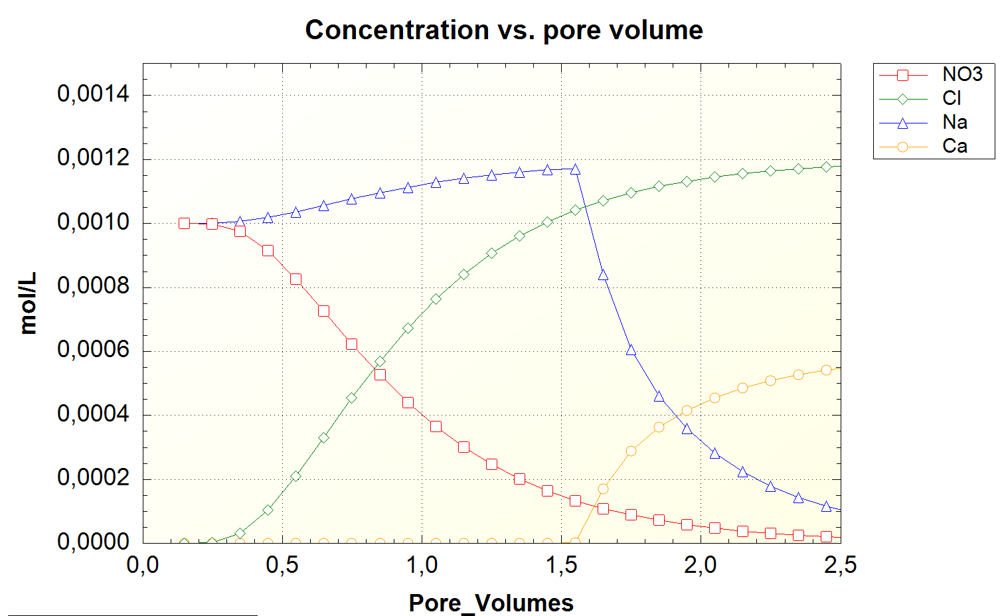 Concentration vs. pore volume
0,0014
0,0012
0,0010
0,0008
0,0006
0,0004
0,0002
0,0000
mol/L
0,0 0,5 1,0 1,5 2,0 2,5
Pore_Volumes
NO3
Cl
Na
Ca